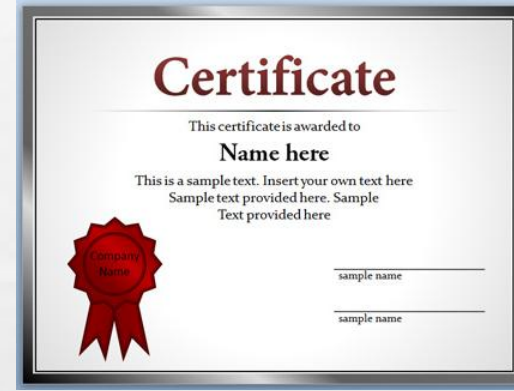 Certificate
This certificate is awarded to
Name here
This is a sample text. Insert your own text here
Sample text provided here. Sample
Text provided here
Company
Name
sample name
sample name